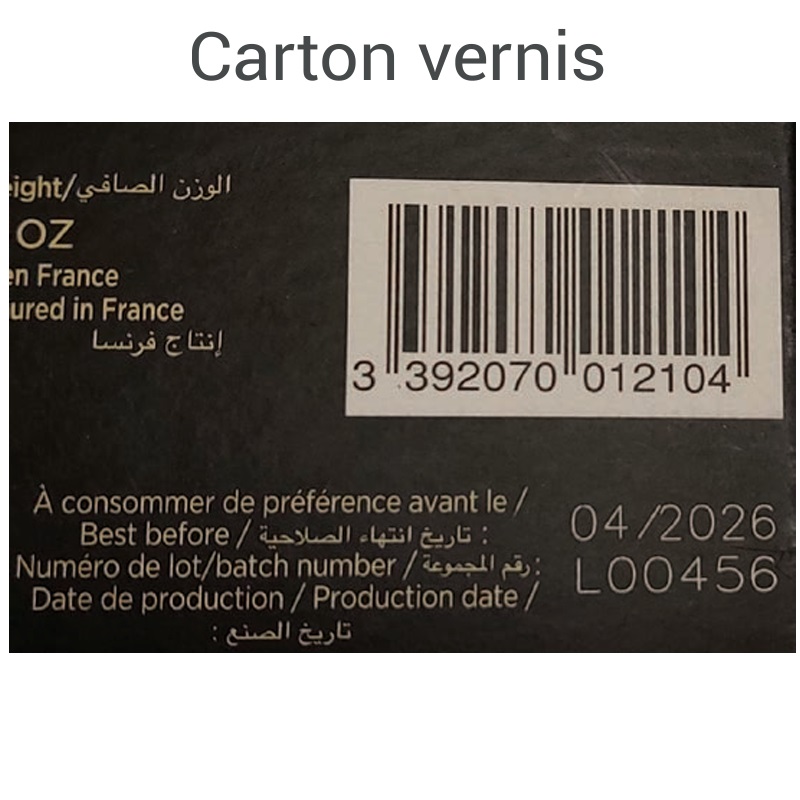 Carton vernis
eight/الوزن الصافي
OZ
en France
ured in France
إنتاج فرنسا
3 392070 012104
À consommer de préférence avant le /
Best before / تاريخ انتهاء الصلاحية : 04/2026
Numéro de lot/batch number / رقم المجموعة: L00456
Date de production / Production date /
تاريخ الصنع :